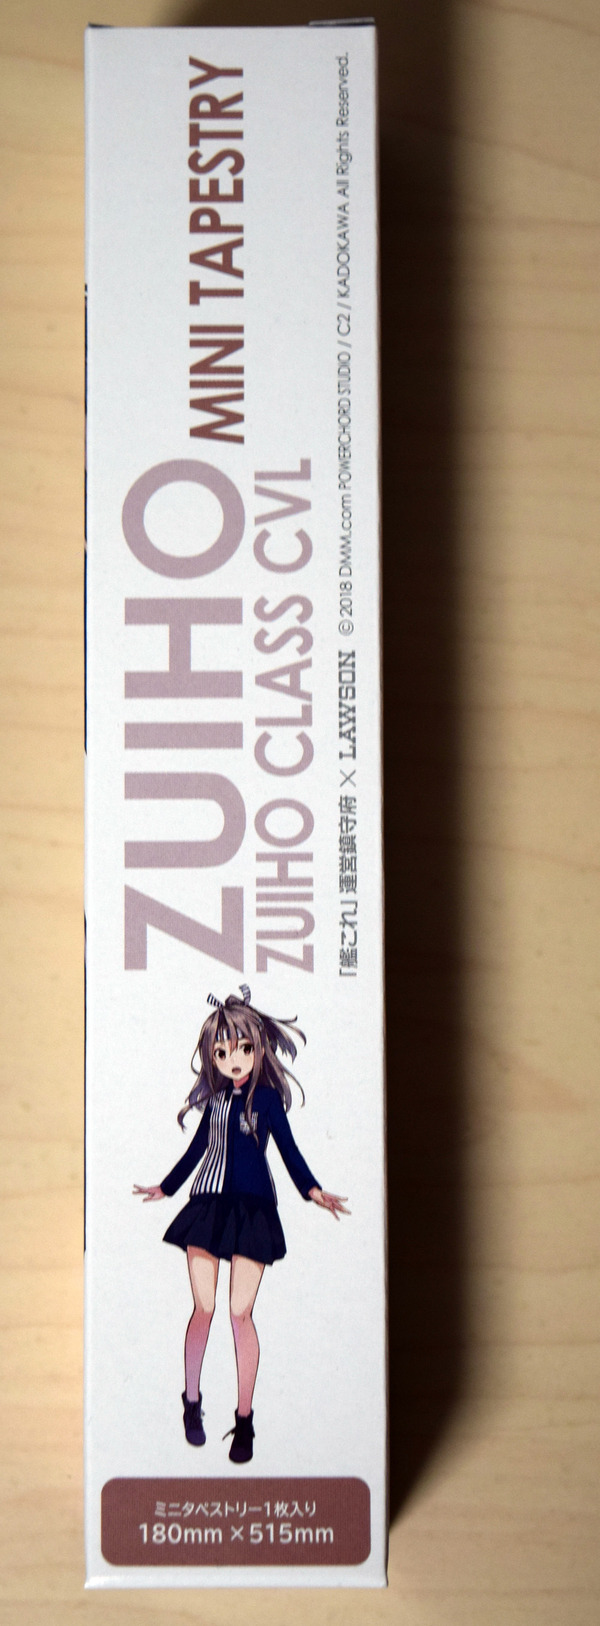 ZUIHO MINI TAPESTRY
ZUIHO CLASS CVL
「艦これ」運営鎮守府 × LAWSON ©2018 DMM.com POWERCHORD STUDIO / C2 / KADOKAWA All Rights Reserved.
ミニタペストリー1枚入り
180mm×515mm